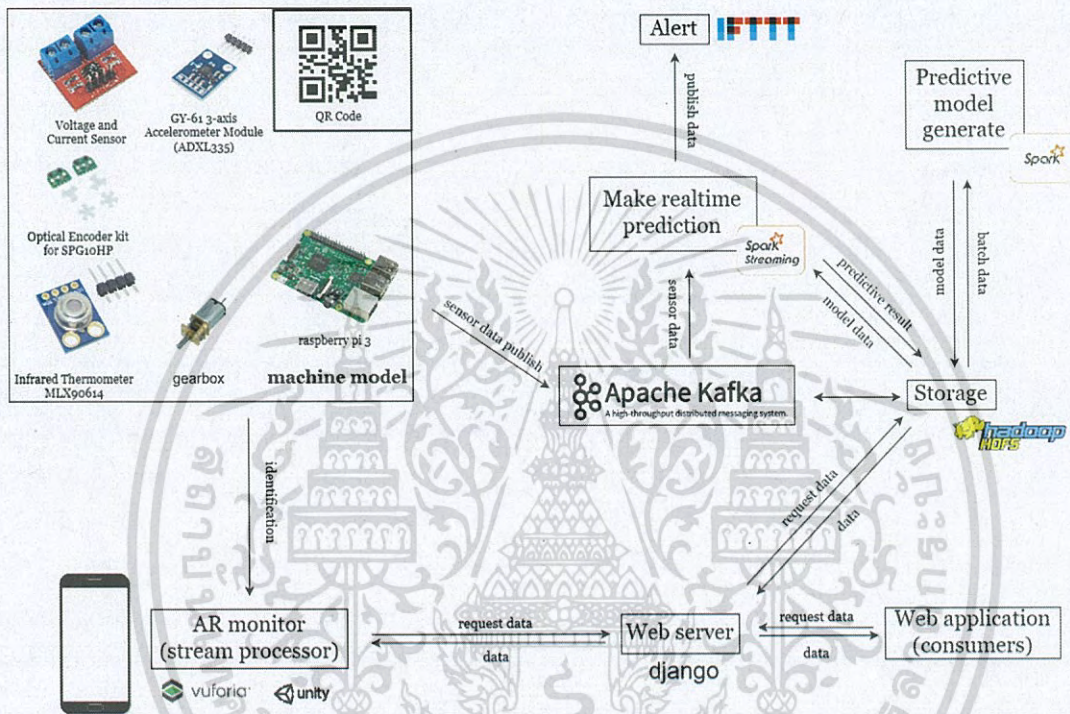 Voltage and
Current Sensor
GY-61 3-axis
Accelerometer Module
(ADXL335)
QR Code
Optical Encoder kit
for SPG10HP
Infrared Thermometer
MLX90614
gearbox
raspberry pi 3
machine model
sensor data publish
identification
Alert
IFTTT
publish data
Make realtime
prediction
Spark
Streaming
sensor data
Apache Kafka
A high-throughput distributed messaging system.
Predictive
model
generate
Spark
model data
batch data
predictive result
model data
Storage
hadoop
HDFS
request data
data
AR monitor
(stream processor)
vuforia
unity
request data
data
Web server
django
request data
data
Web application
(consumers)